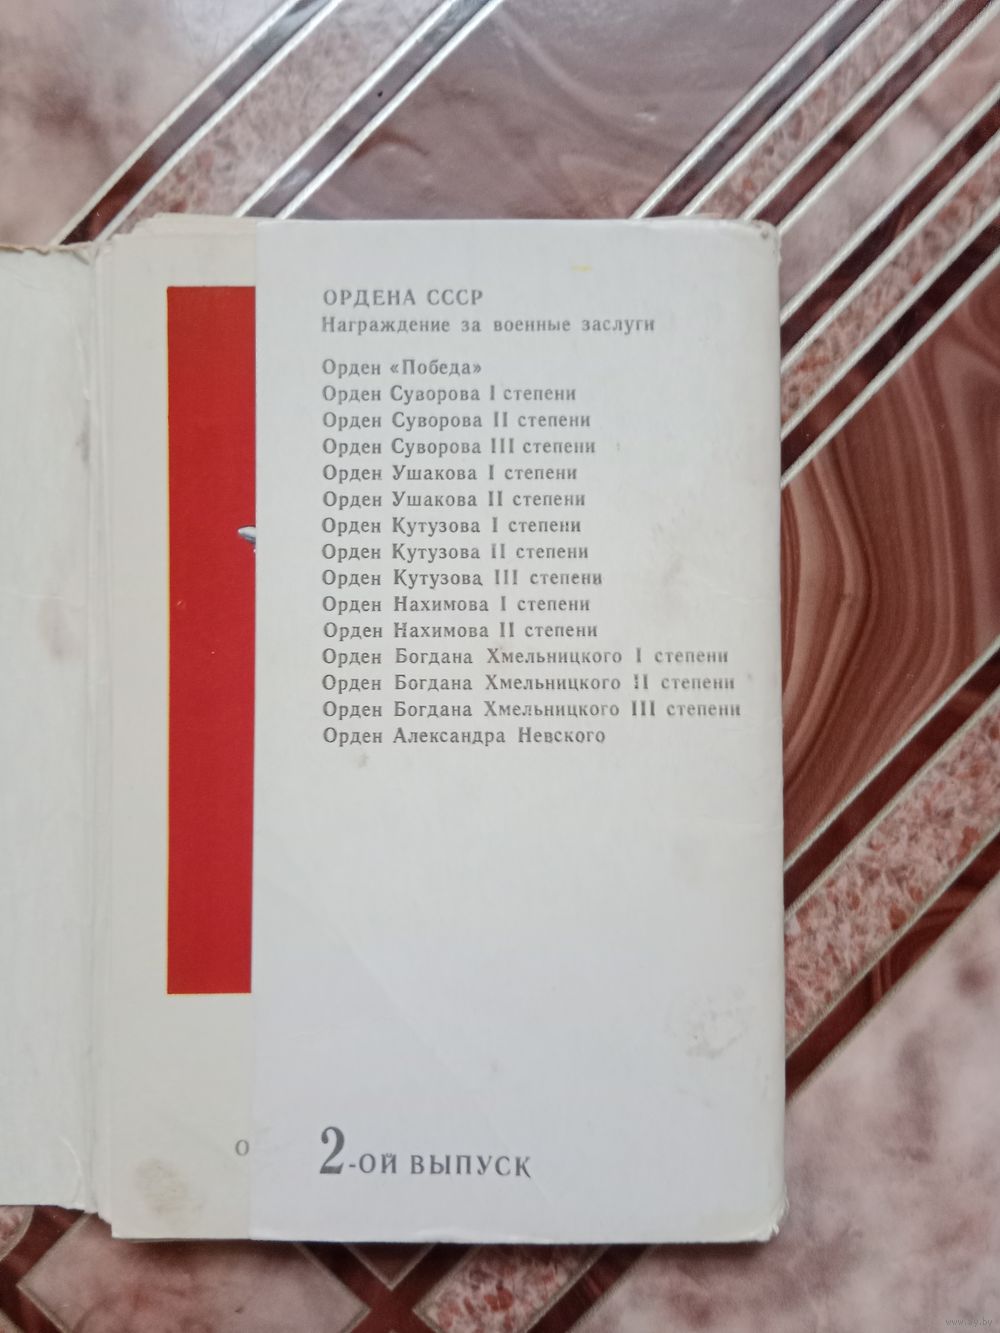 ОРДЕНА СССР
Награждение за военные заслуги
Орден «Победа»
Орден Суворова I степени
Орден Суворова II степени
Орден Суворова III степени
Орден Ушакова I степени
Орден Ушакова II степени
Орден Кутузова I степени
Орден Кутузова II степени
Орден Кутузова III степени
Орден Нахимова I степени
Орден Нахимова II степени
Орден Богдана Хмельницкого I степени
Орден Богдана Хмельницкого II степени
Орден Богдана Хмельницкого III степени
Орден Александра Невского
О
2-ОЙ ВЫПУСК
www.ay.by